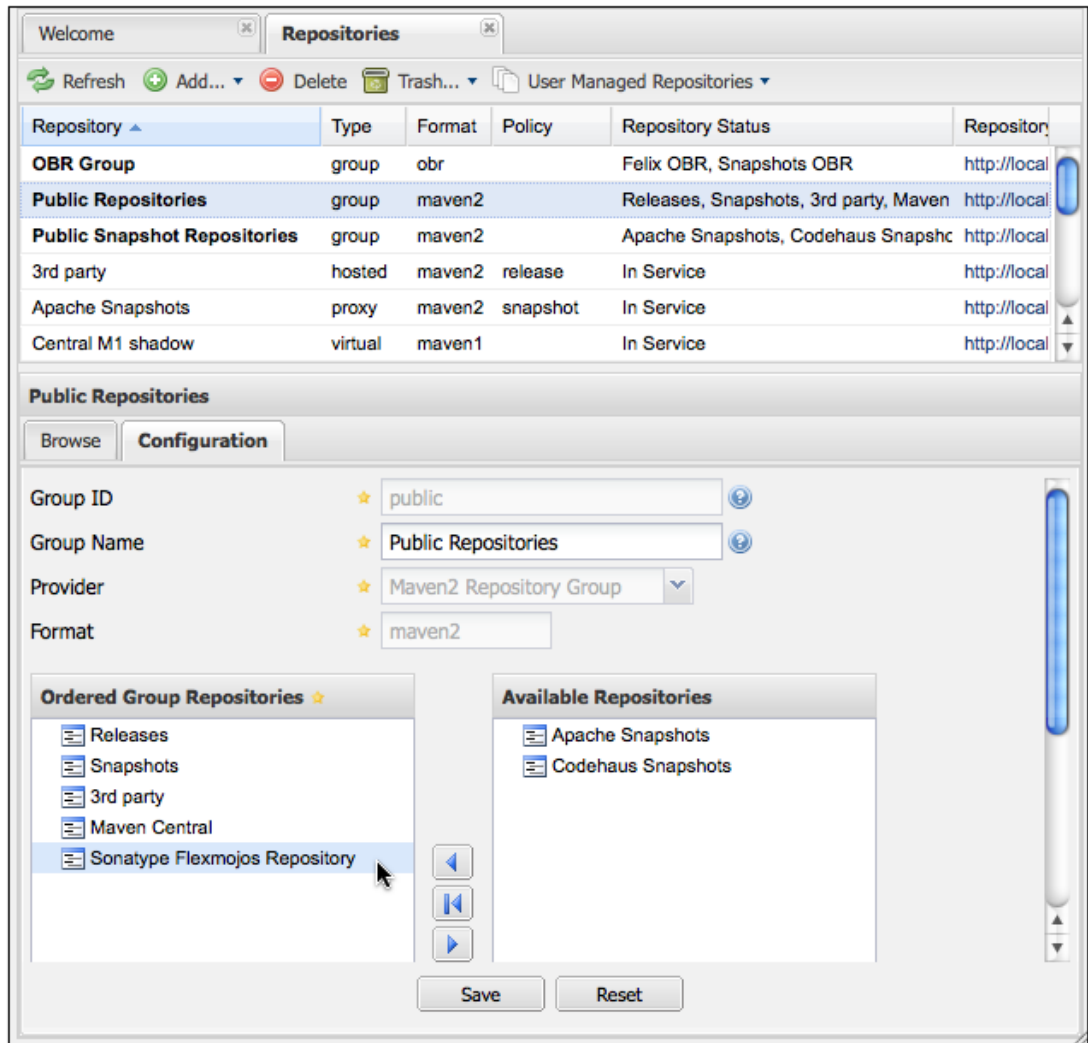 Welcome Repositories
Refresh Add... Delete Trash... User Managed Repositories
Repository Type Format Policy Repository Status Repository
OBR Group group obr Felix OBR, Snapshots OBR http://local
Public Repositories group maven2 Releases, Snapshots, 3rd party, Maven http://local
Public Snapshot Repositories group maven2 Apache Snapshots, Codehaus Snapshc http://local
3rd party hosted maven2 release In Service http://local
Apache Snapshots proxy maven2 snapshot In Service http://local
Central M1 shadow virtual maven1 In Service http://local
Public Repositories
Browse Configuration
Group ID public
Group Name Public Repositories
Provider Maven2 Repository Group
Format maven2
Ordered Group Repositories Available Repositories
Releases Apache Snapshots
Snapshots Codehaus Snapshots
3rd party
Maven Central
Sonatype Flexmojos Repository
Save Reset